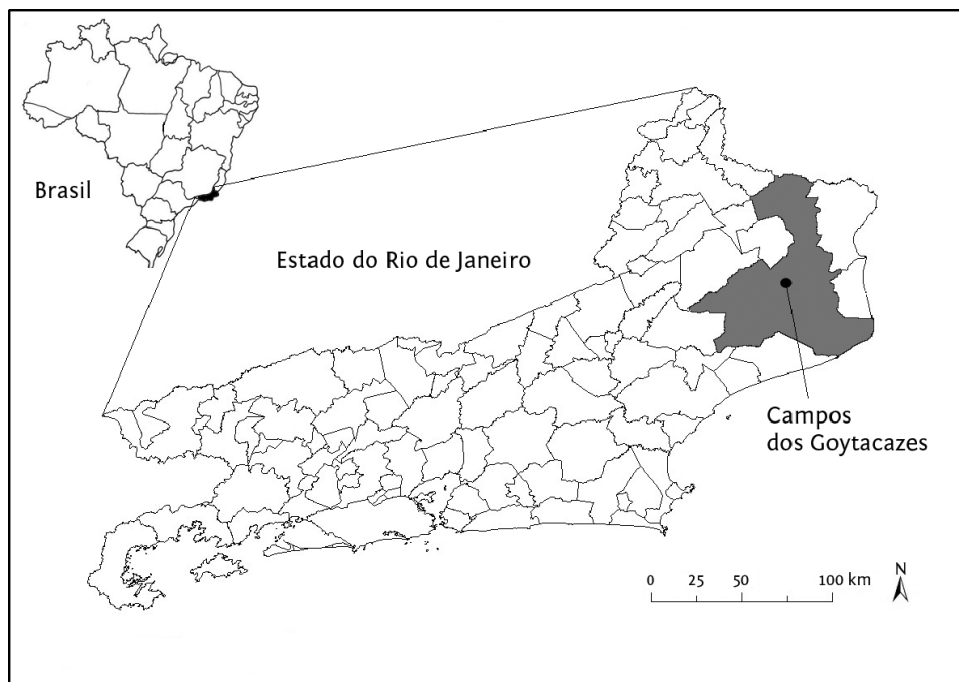 Brasil
Estado do Rio de Janeiro
Campos
dos Goytacazes
0 25 50 100 km
N